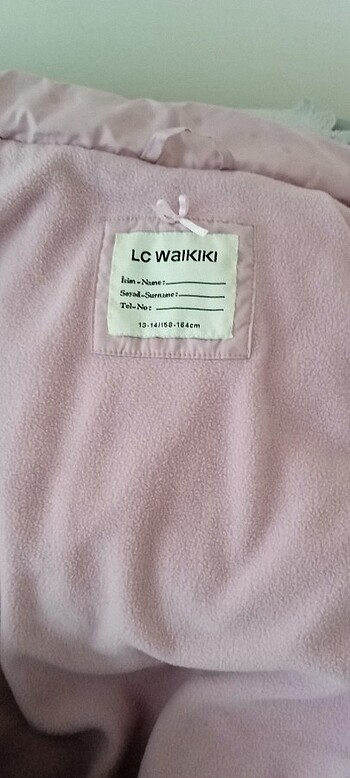 LC WAIKIKI
İsim-Name:
Soyad-Surname:
Tel-No:
13-14/158-164cm